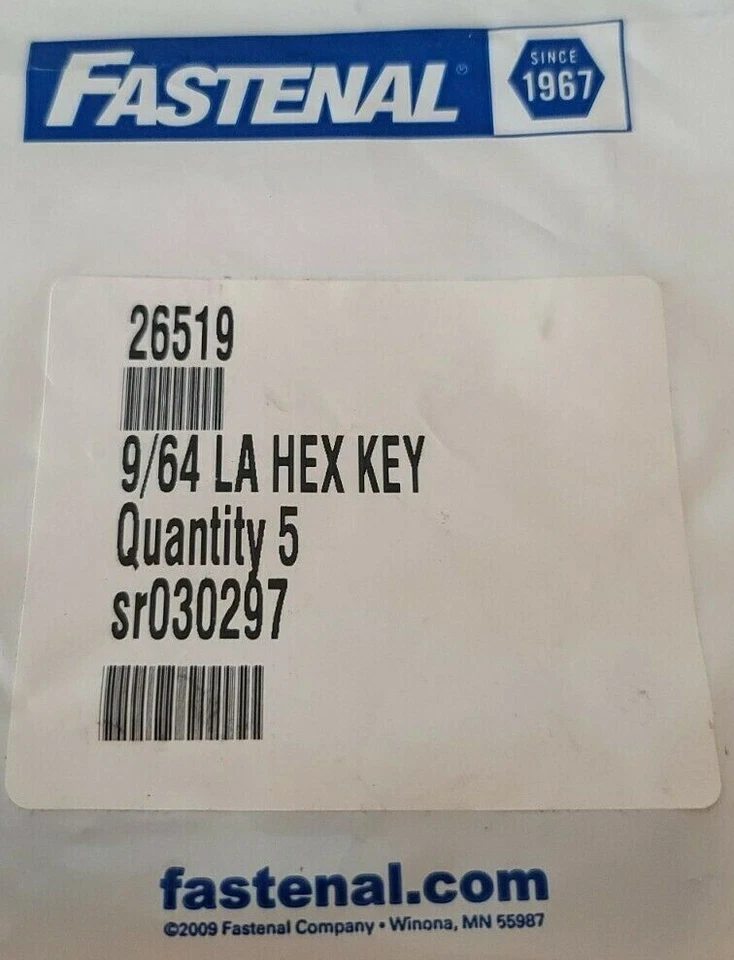 FASTENAL®
SINCE
1967
26519
9/64 LA HEX KEY
Quantity 5
sr030297
fastenal.com
©2009 Fastenal Company • Winona, MN 55987